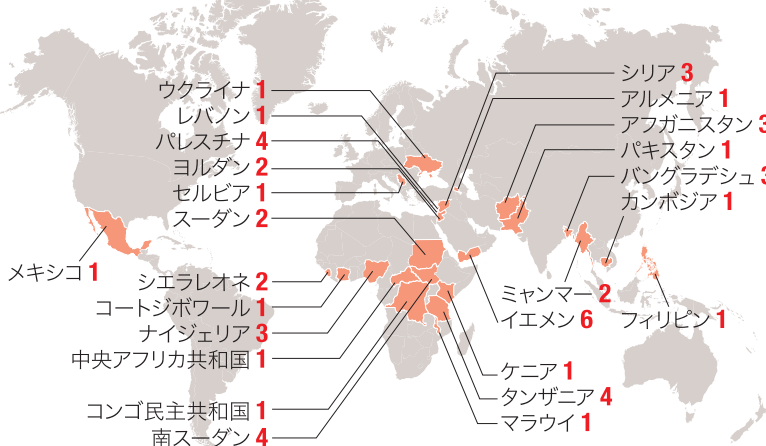 ウクライナ 1
レバノン 1
パレスチナ 4
ヨルダン 2
セルビア 1
スーダン 2
メキシコ 1
シエラレオネ 2
コートジボワール 1
ナイジェリア 3
中央アフリカ共和国 1
コンゴ民主共和国 1
南スーダン 4
シリア 3
アルメニア 1
アフガニスタン 3
パキスタン 1
バングラデシュ 3
カンボジア 1
ミャンマー 2
イエメン 6
フィリピン 1
ケニア 1
タンザニア 4
マラウイ 1